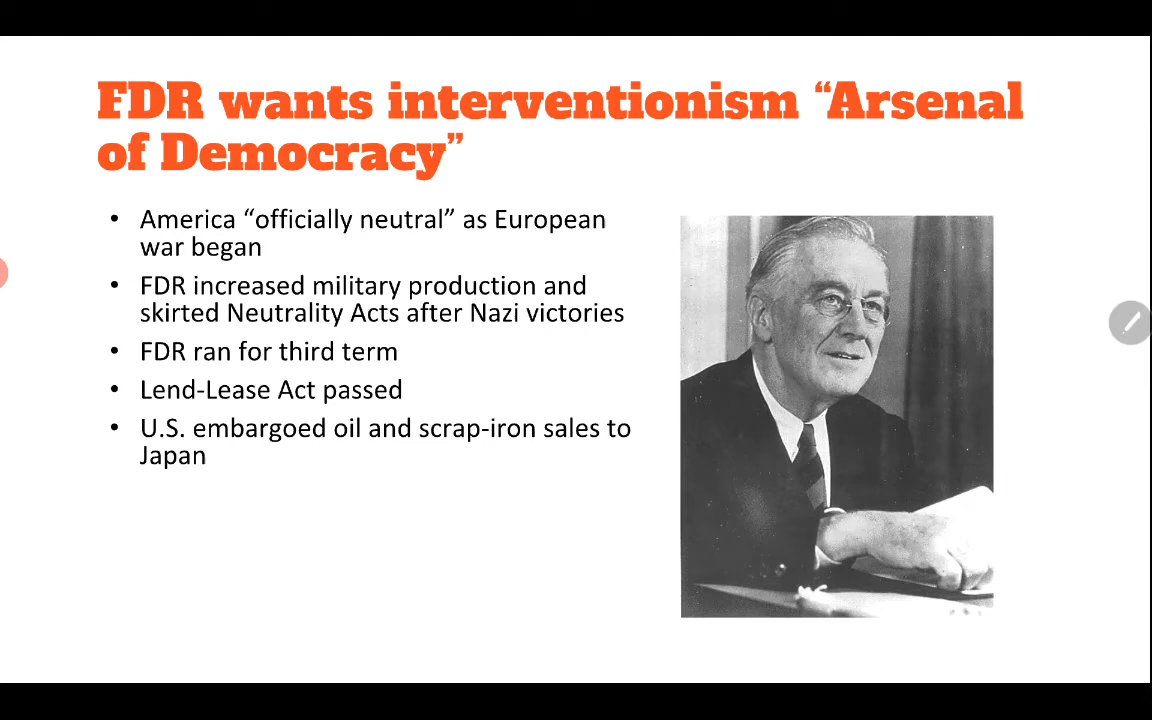 FDR wants interventionism “Arsenal
of Democracy”
• America “officially neutral” as European
war began
• FDR increased military production and
skirted Neutrality Acts after Nazi victories
• FDR ran for third term
• Lend-Lease Act passed
• U.S. embargoed oil and scrap-iron sales to
Japan